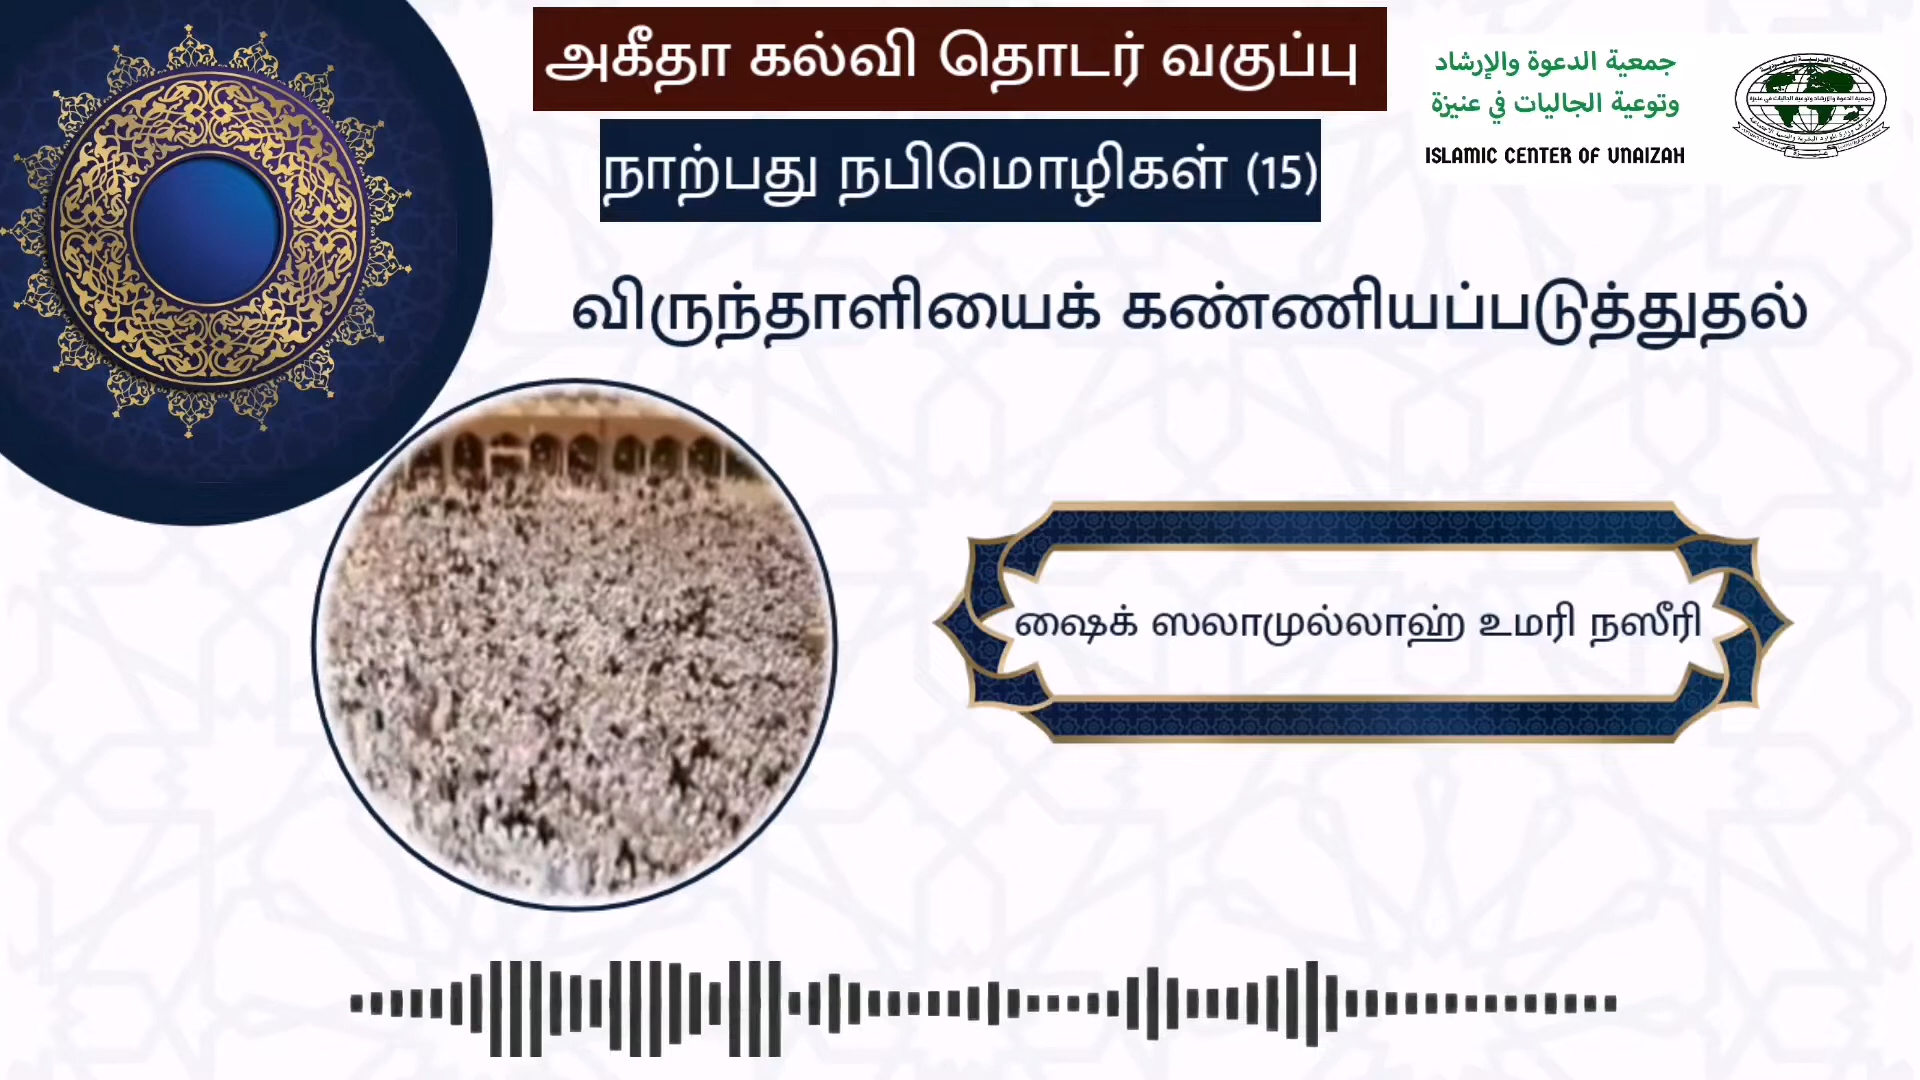 அகீதா கல்வி தொடர் வகுப்பு
நாற்பது நபிமொழிகள் (15)
جمعية الدعوة والإرشاد
وتوعية الجاليات في عنيزة
ISLAMIC CENTER OF UNAIZAH
விருந்தாளியைக் கண்ணியப்படுத்துதல்
ஷைக் ஸலாமுல்லாஹ் உமரி நஸீரி